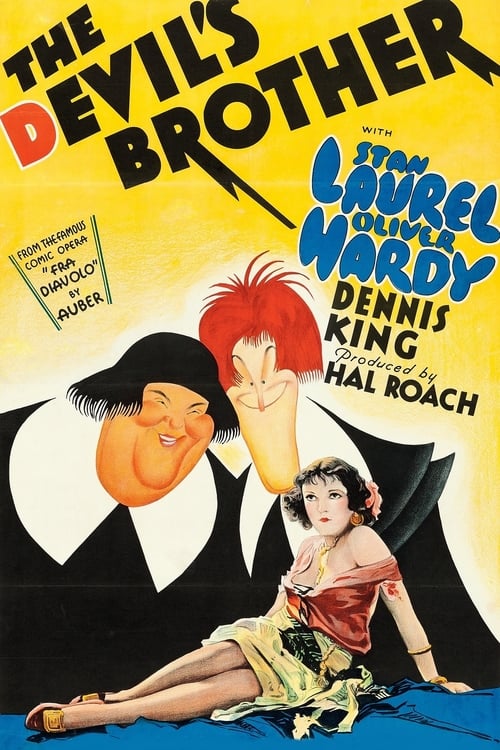 THE
DEVIL'S
BROTHER
WITH
STAN
LAUREL
OLIVER
HARDY
DENNIS
KING
Produced by
HAL ROACH
FROM THE FAMOUS
COMIC OPERA
"FRA
DIAVOLO"
BY
AUBER